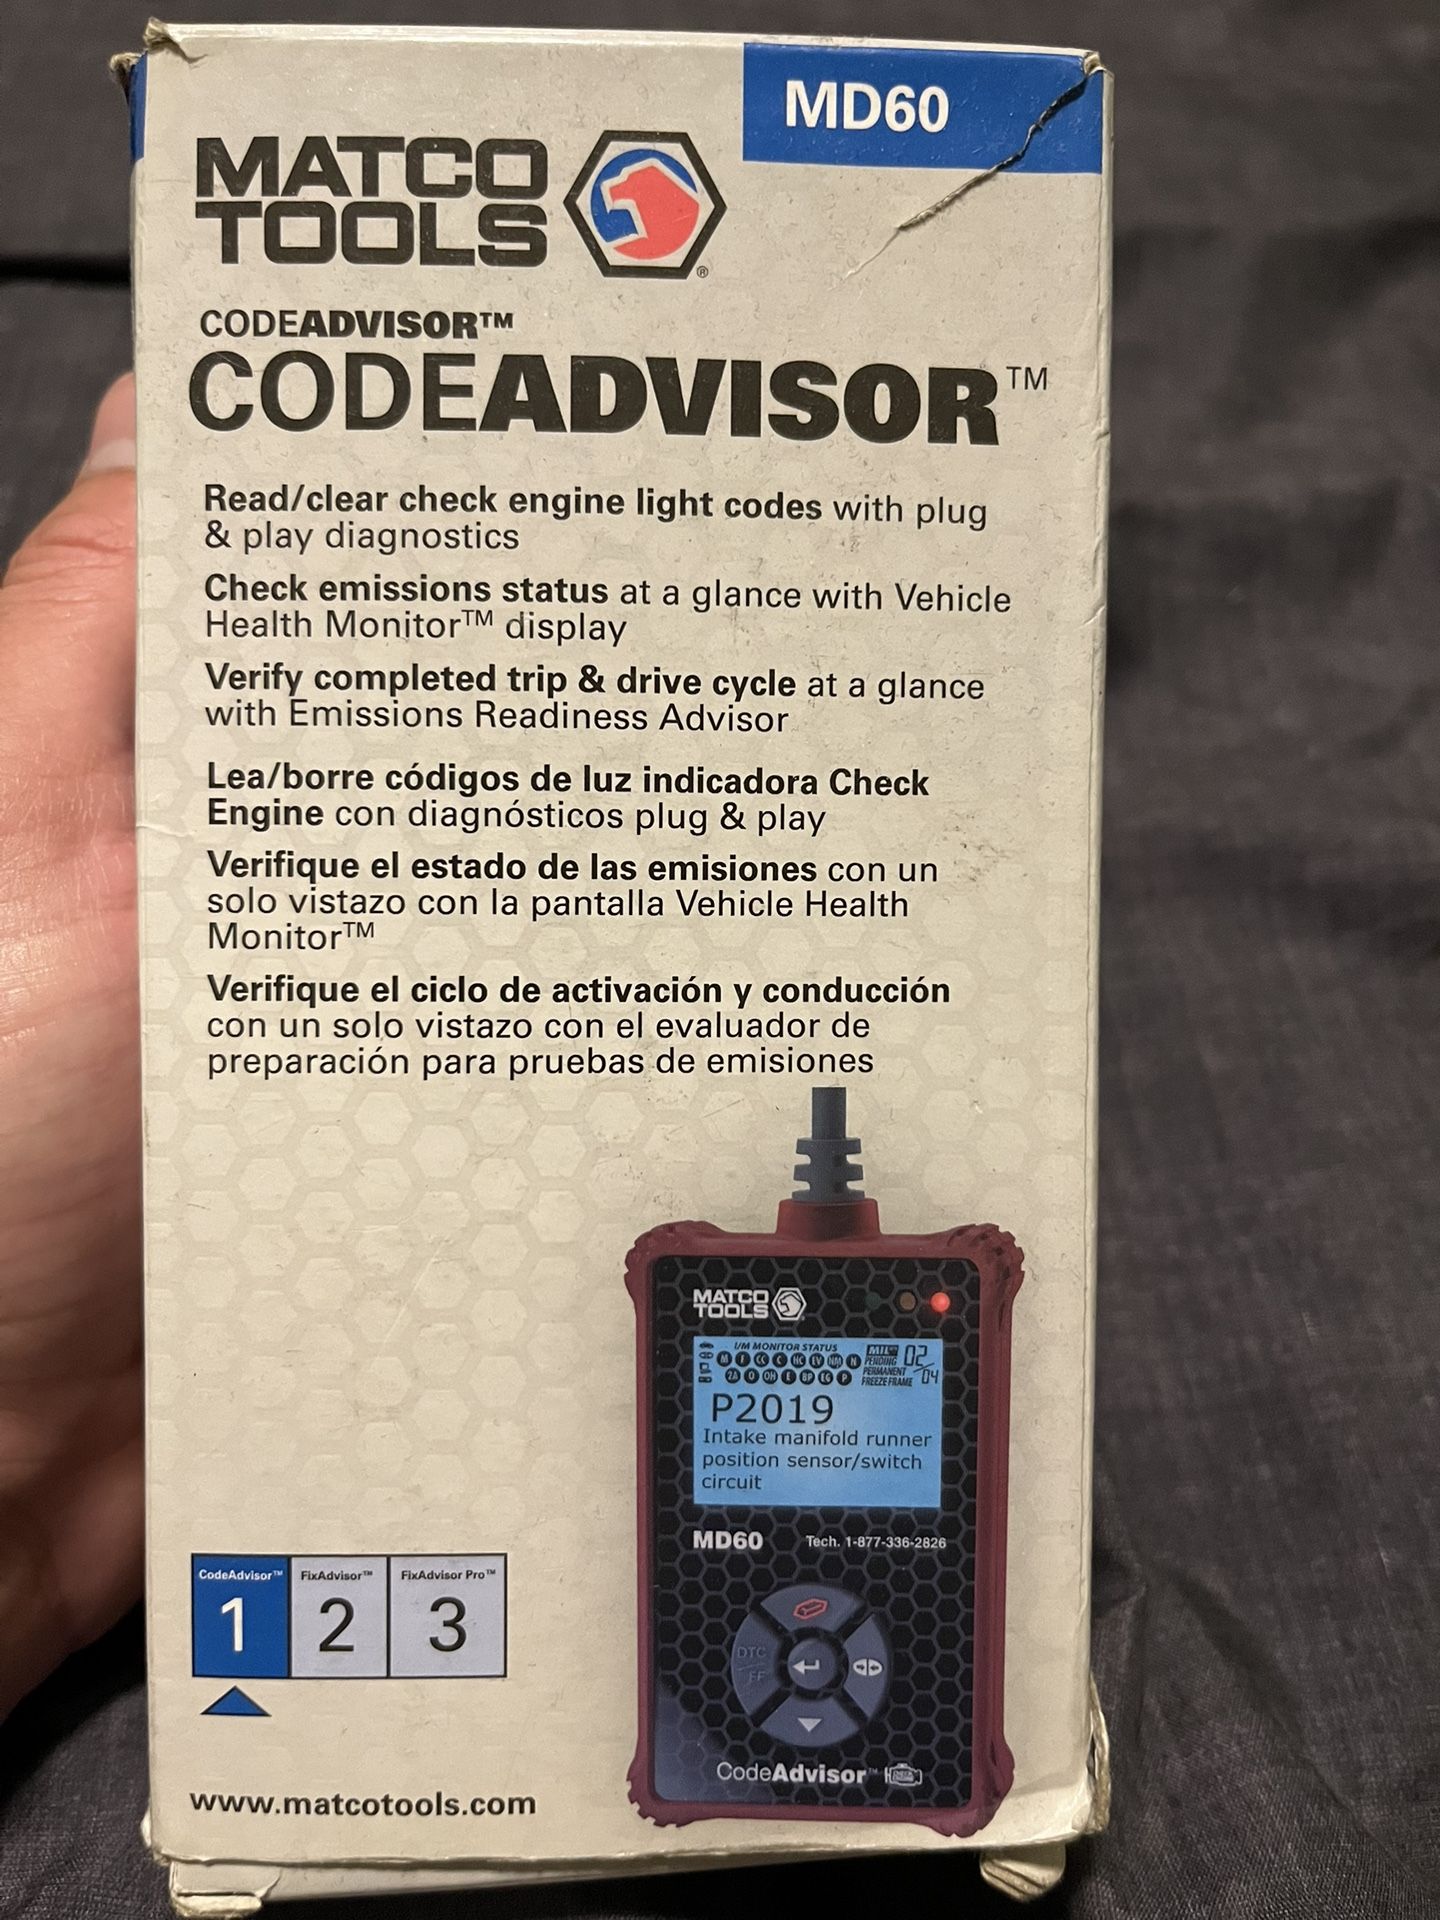 MD60
MATCO
TOOLS
®
CODEADVISOR™
CODEADVISOR™
Read/clear check engine light codes with plug
& play diagnostics
Check emissions status at a glance with Vehicle
Health Monitor™ display
Verify completed trip & drive cycle at a glance
with Emissions Readiness Advisor
Lea/borre códigos de luz indicadora Check
Engine con diagnósticos plug & play
Verifique el estado de las emisiones con un
solo vistazo con la pantalla Vehicle Health
Monitor™
Verifique el ciclo de activación y conducción
con un solo vistazo con el evaluador de
preparación para pruebas de emisiones
MATCO
TOOLS
I/M MONITOR STATUS
MIL
PENDING
PERMANENT
FREEZE FRAME
02
04
P2019
Intake manifold runner
position sensor/switch
circuit
MD60 Tech. 1-877-336-2826
DTC
FF
CodeAdvisor™
CodeAdvisor™ FixAdvisor™ FixAdvisor Pro™
1 2 3
www.matcotools.com